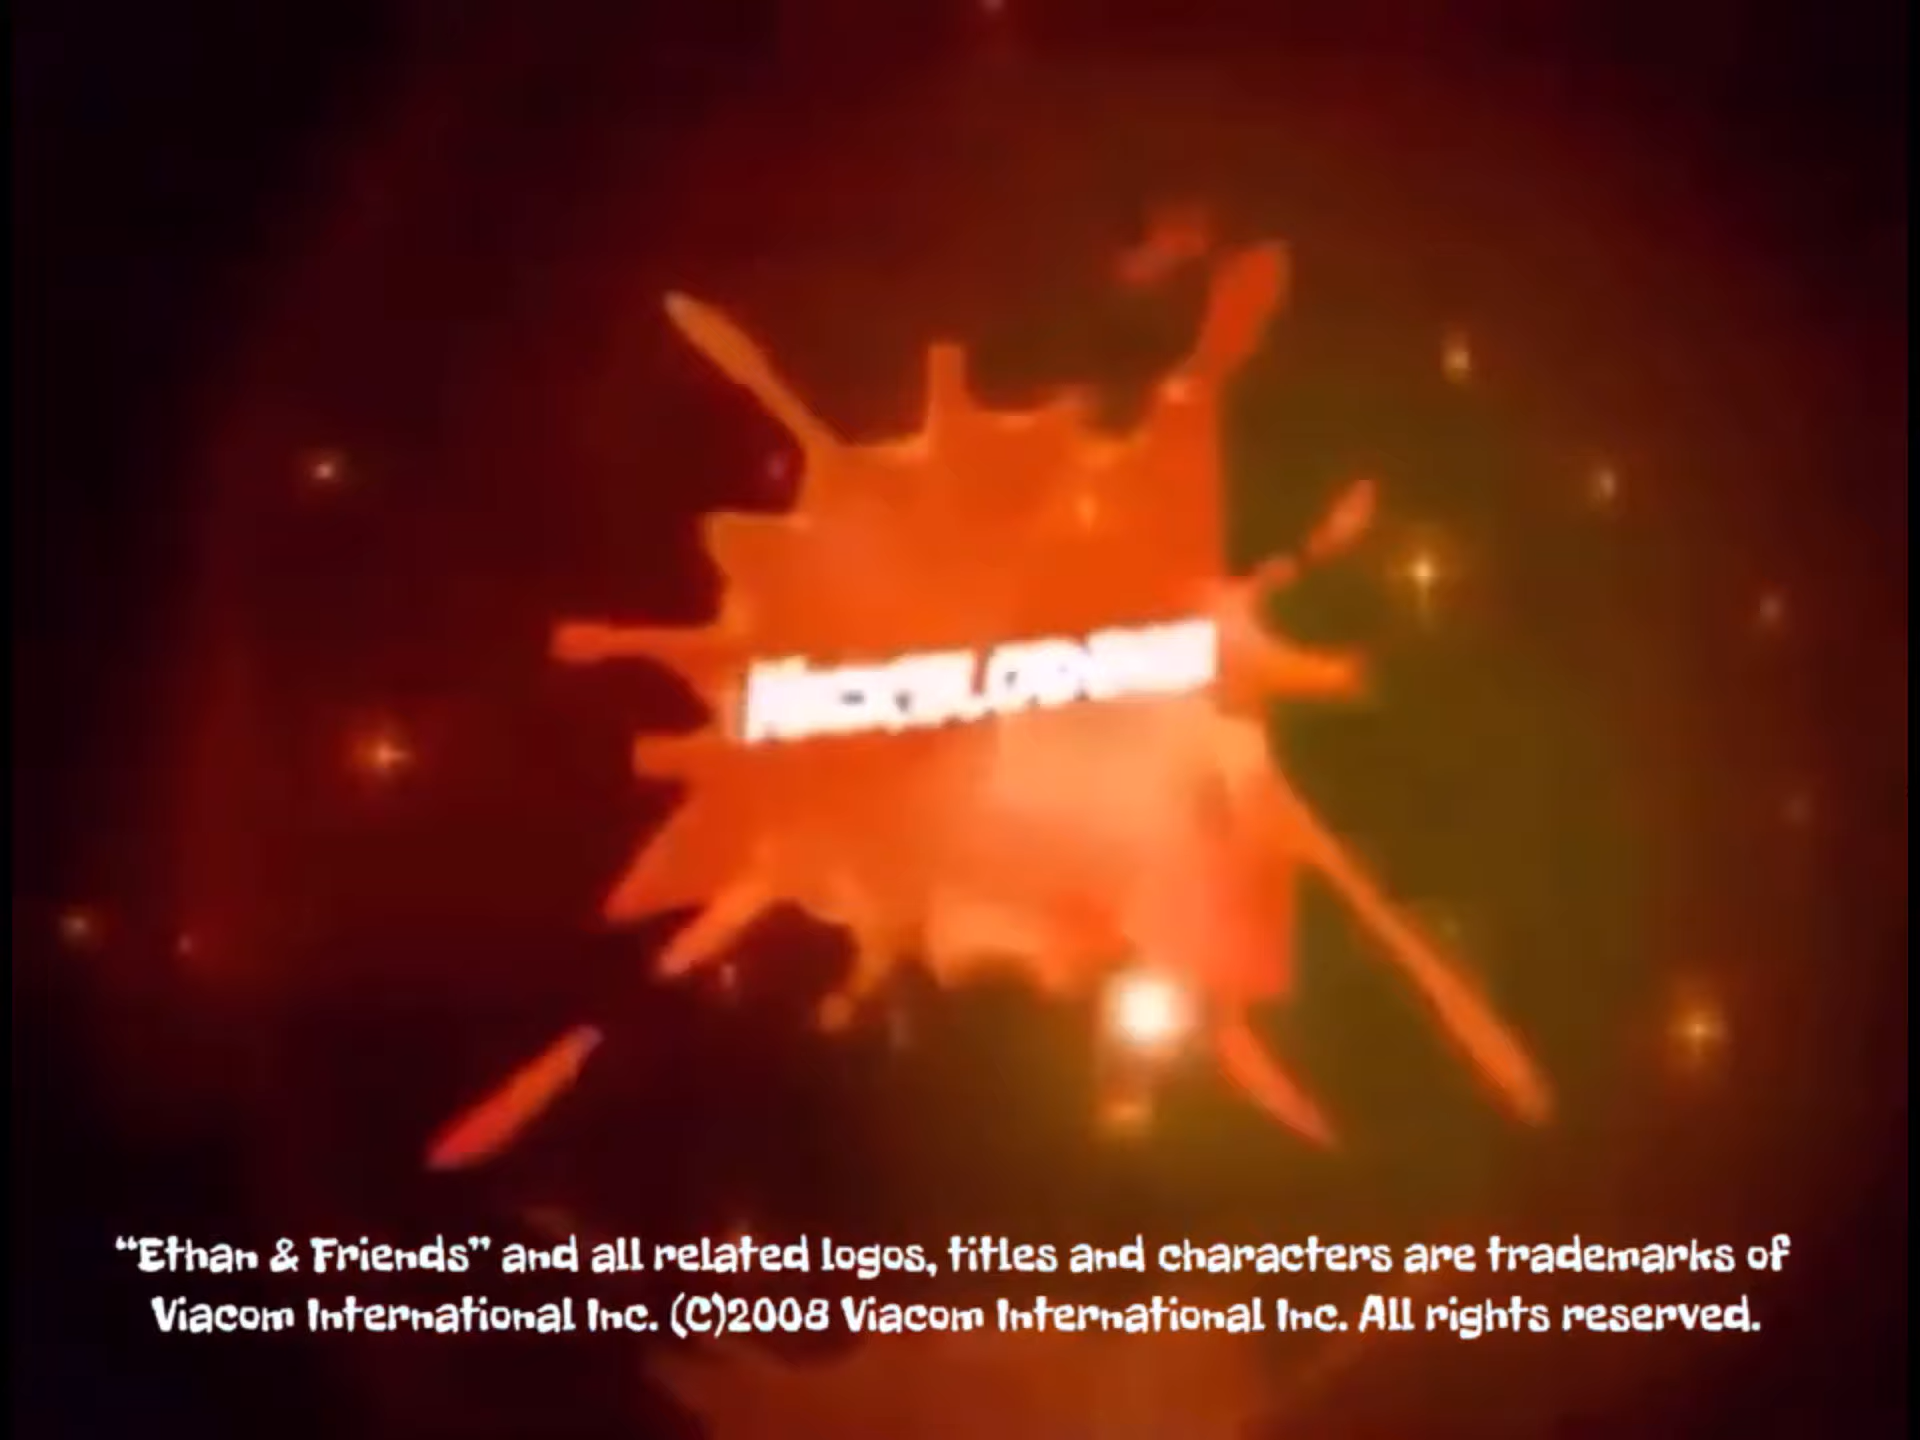 NICKELODEON
“Ethan & Friends” and all related logos, titles and characters are trademarks of
Viacom International Inc. (C)2008 Viacom International Inc. All rights reserved.